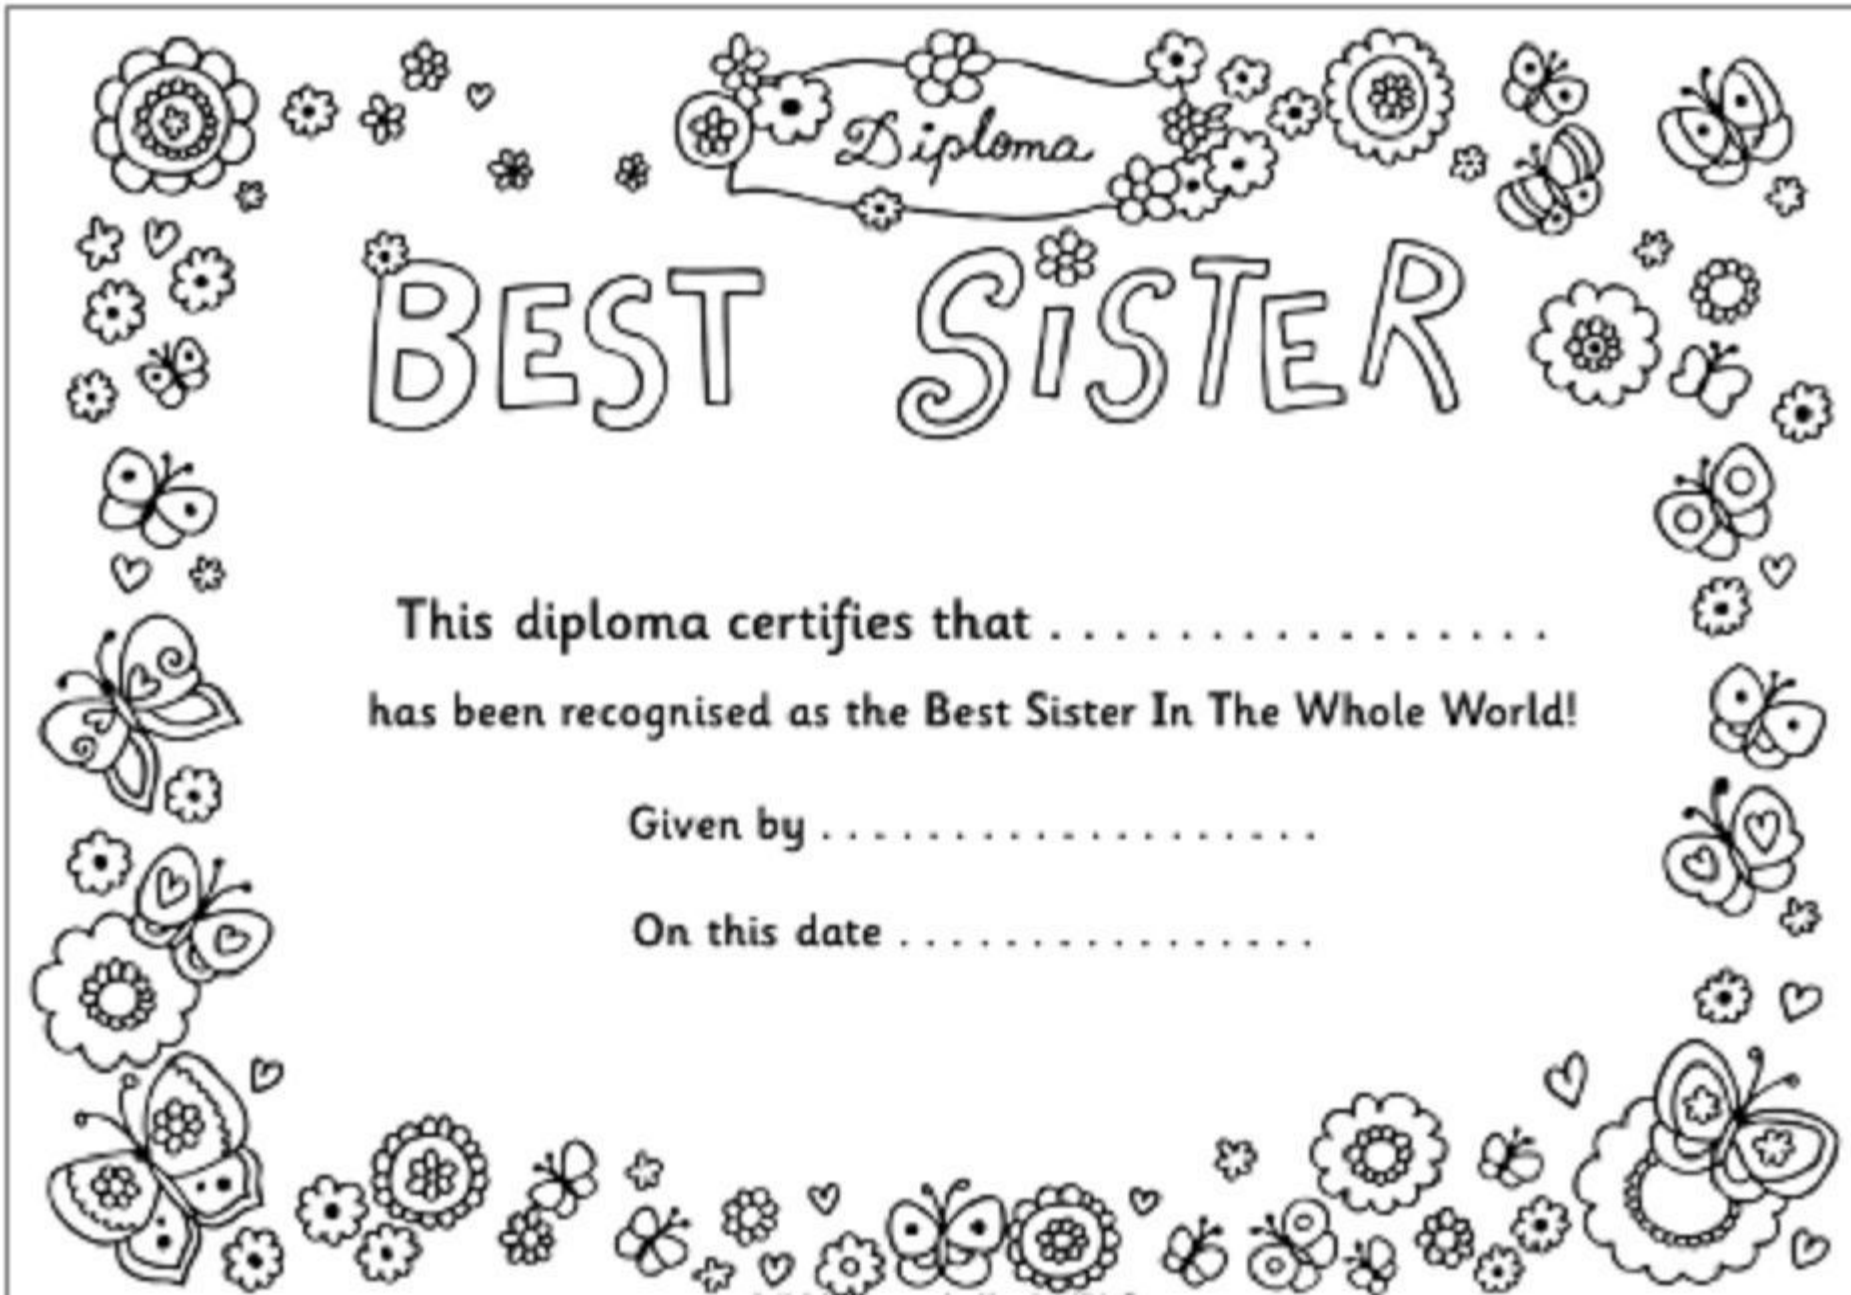 Diploma
BEST SiSTER
This diploma certifies that . . . . . . . . . . . . . . . . .
has been recognised as the Best Sister In The Whole World!
Given by . . . . . . . . . . . . . . . . . . .
On this date . . . . . . . . . . . . . . . .